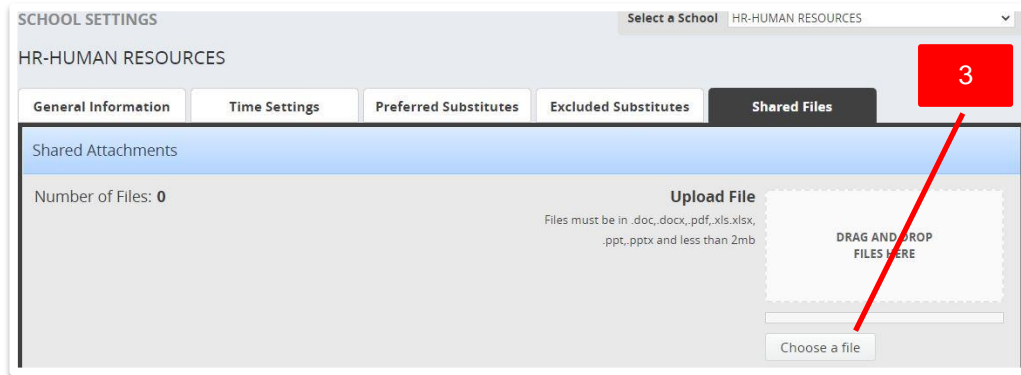 SCHOOL SETTINGS
Select a School HR-HUMAN RESOURCES
HR-HUMAN RESOURCES
3
General Information Time Settings Preferred Substitutes Excluded Substitutes Shared Files
Shared Attachments
Number of Files: 0
Upload File
Files must be in .doc,.docx,.pdf,.xls.xlsx,
.ppt,.pptx and less than 2mb
DRAG AND DROP
FILES HERE
Choose a file